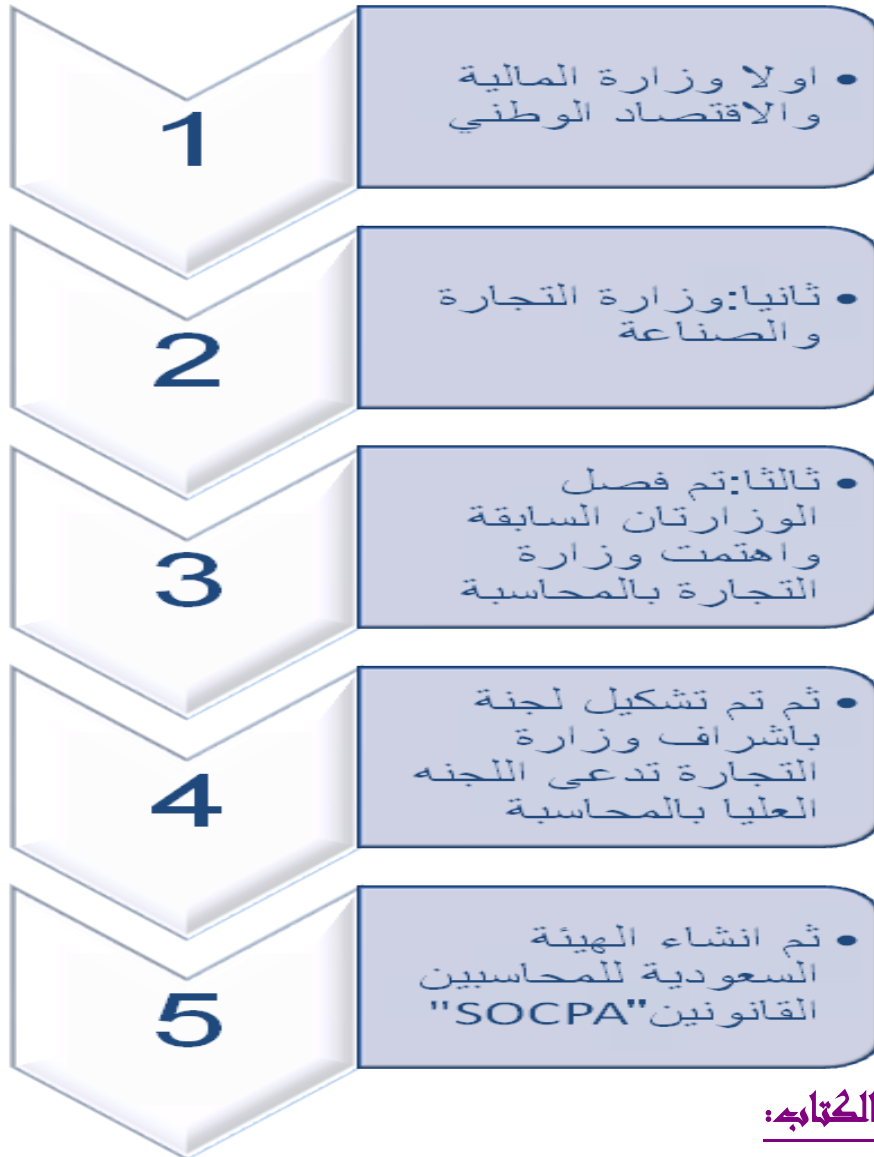 1
• اولا وزارة المالية
والاقتصاد الوطني
2
• ثانيا:وزارة التجارة
والصناعة
3
• ثالثا:تم فصل
الوزارتان السابقة
واهتمت وزارة
التجارة بالمحاسبة
4
• ثم تم تشكيل لجنة
باشراف وزارة
التجارة تدعى اللجنه
العليا بالمحاسبة
5
• ثم انشاء الهيئة
السعودية للمحاسبين
القانونين"SOCPA"
الكتاب: